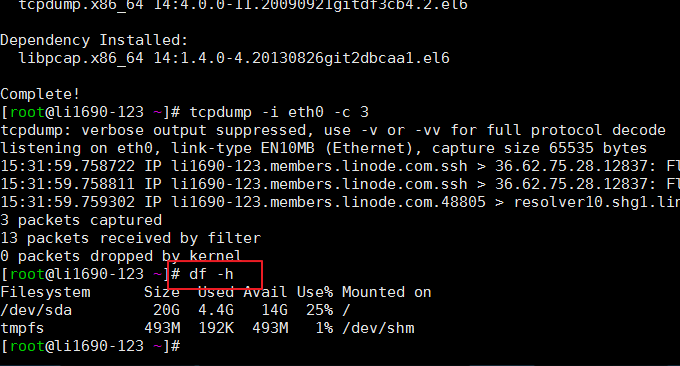 tcpdump.x86_64 14:4.0.0-11.20090921gitdf3cb4.2.el6
Dependency Installed:
libpcap.x86_64 14:1.4.0-4.20130826git2dbcaa1.el6
Complete!
[root@li1690-123 ~]# tcpdump -i eth0 -c 3
tcpdump: verbose output suppressed, use -v or -vv for full protocol decode
listening on eth0, link-type EN10MB (Ethernet), capture size 65535 bytes
15:31:59.758722 IP li1690-123.members.linode.com.ssh > 36.62.75.28.12837: Fl
15:31:59.758811 IP li1690-123.members.linode.com.ssh > 36.62.75.28.12837: Fl
15:31:59.759302 IP li1690-123.members.linode.com.48805 > resolver10.shg1.lin
3 packets captured
13 packets received by filter
0 packets dropped by kernel
[root@li1690-123 ~]# df -h
Filesystem Size Used Avail Use% Mounted on
/dev/sda 20G 4.4G 14G 25% /
tmpfs 493M 192K 493M 1% /dev/shm
[root@li1690-123 ~]#